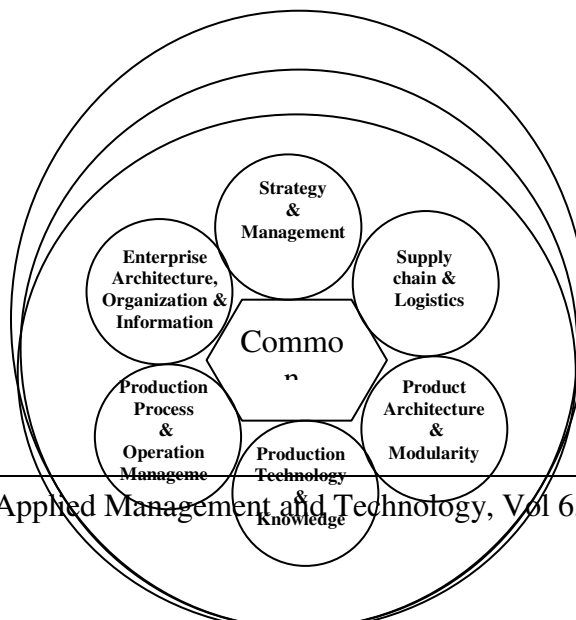 Strategy
&
Management
Enterprise
Architecture,
Organization &
Information
Supply
chain &
Logistics
Commo
n
Production
Process
&
Operation
Manageme
Product
Architecture
&
Modularity
Production
Technology
&
Knowledge
Applied Management and Technology, Vol 6.